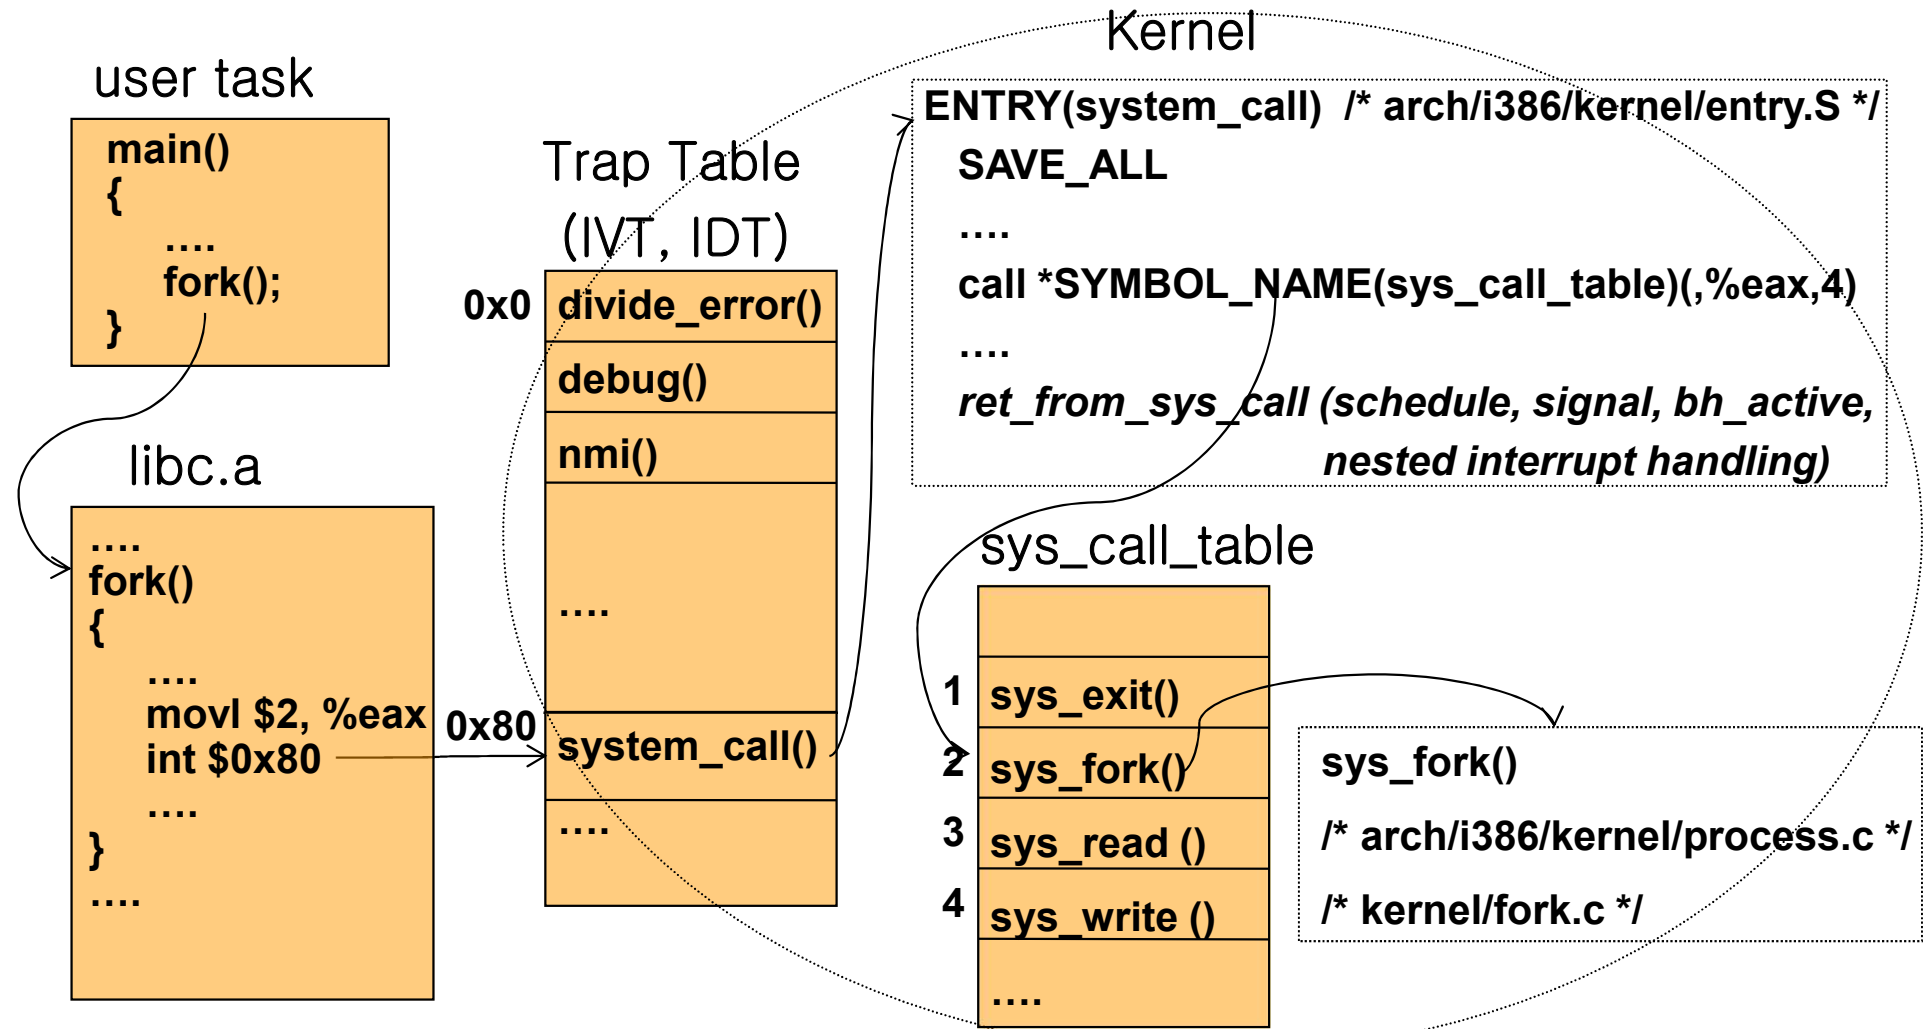 Kernel
user task
main()
{
....
fork();
}
libc.a
....
fork()
{
....
movl $2, %eax
int $0x80
....
}
....
Trap Table
(IVT, IDT)
0x0 divide_error()
debug()
nmi()
....
0x80 system_call()
....
ENTRY(system_call) /* arch/i386/kernel/entry.S */
SAVE_ALL
....
call *SYMBOL_NAME(sys_call_table)(,%eax,4)
....
ret_from_sys_call (schedule, signal, bh_active,
nested interrupt handling)
sys_call_table
1 sys_exit()
2 sys_fork()
3 sys_read ()
4 sys_write ()
....
sys_fork()
/* arch/i386/kernel/process.c */
/* kernel/fork.c */